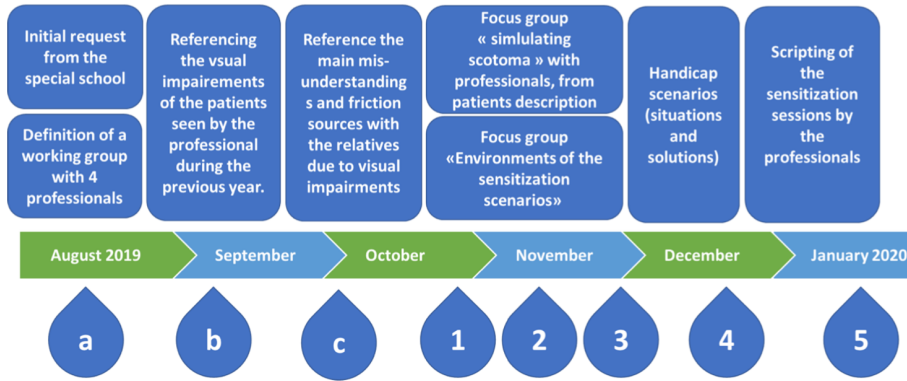 Initial request
from the
special school
Definition of a
working group
with 4
professionals
Referencing
the vsual
impairements
of the patients
seen by the
professional
during the
previous year.
Reference the
main mis-
understanding
s and friction
sources with
the relatives
due to visual
impairments
Focus group
« simlulating
scotoma » with
professionals, from
patients description
Focus group
«Environments of the
sensitization
scenarios»
Handicap
scenarios
(situations
and
solutions)
Scripting of
the
sensitization
sessions by
the
professionals
August 2019
September
October
November
December
January 2020
a
b
c
1
2
3
4
5